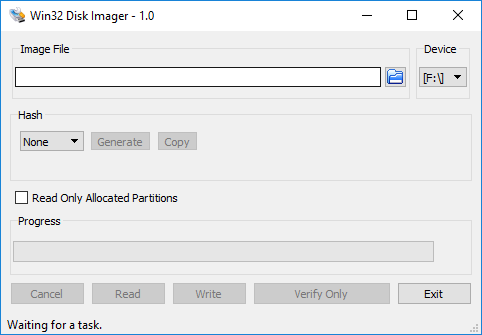 Win32 Disk Imager - 1.0
Image File
Device
[F:\]
Hash
None
Generate
Copy
Read Only Allocated Partitions
Progress
Cancel
Read
Write
Verify Only
Exit
Waiting for a task.